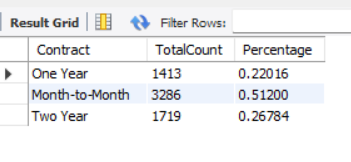 Result Grid Filter Rows:
Contract TotalCount Percentage
One Year 1413 0.22016
Month-to-Month 3286 0.51200
Two Year 1719 0.26784